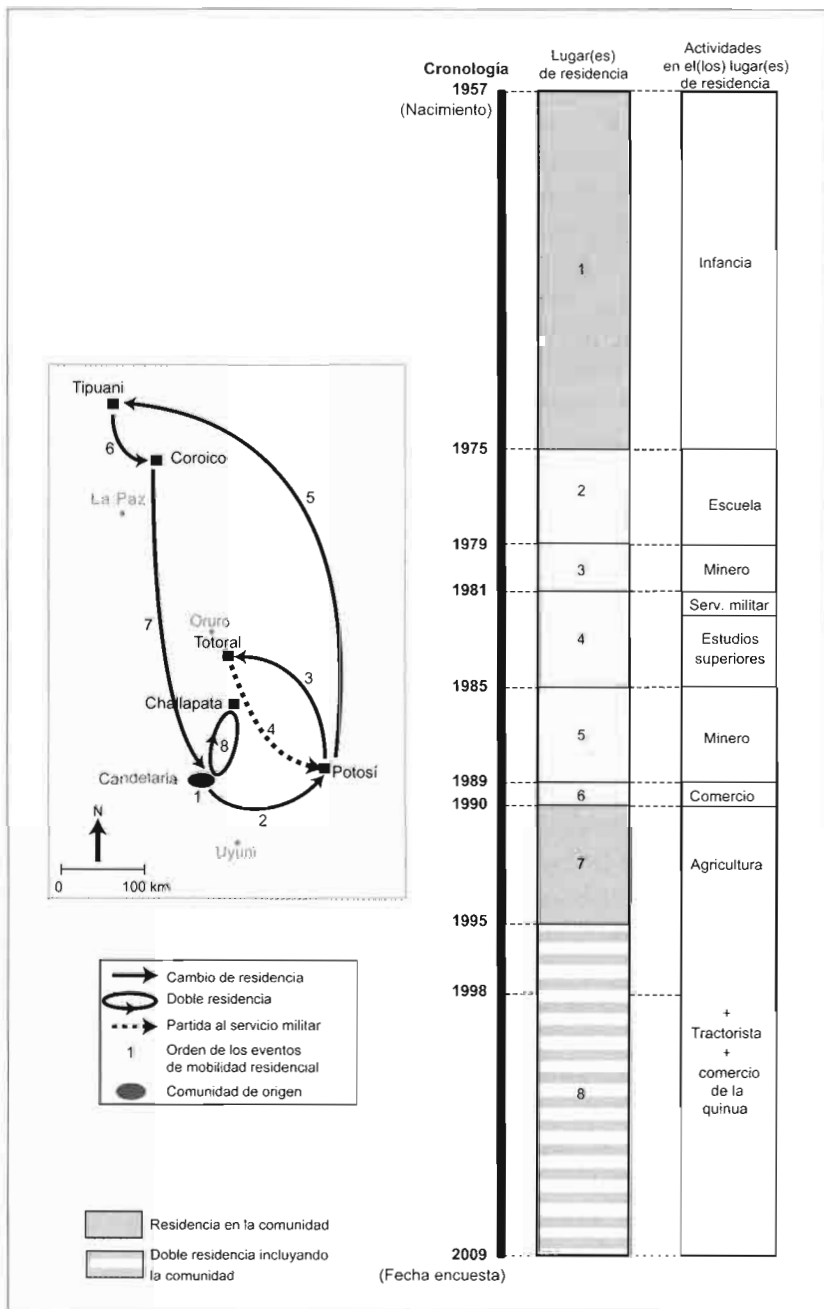 Cronología
1957
(Nacimiento)
Lugar(es)
de residencia
Actividades
en el(los) lugar(es)
de residencia
1
Infancia
1975
2
Escuela
1979
3
Minero
1981
4
Serv. militar
Estudios
superiores
1985
5
Minero
1989
6
Comercio
1990
7
Agricultura
1995
1998
8
+
Tractorista
+
comercio
de la
quinua
2009
(Fecha encuesta)
Tipuani
6
Coroico
La Paz
5
7
Oruro
Totoral
3
Challapata
4
8
Candelaria
Potosí
1
2
N
Uyuni
0
100 km
Cambio de residencia
Doble residencia
Partida al servicio militar
1
Orden de los eventos
de mobilidad residencial
Comunidad de origen
Residencia en la comunidad
Doble residencia incluyando
la comunidad